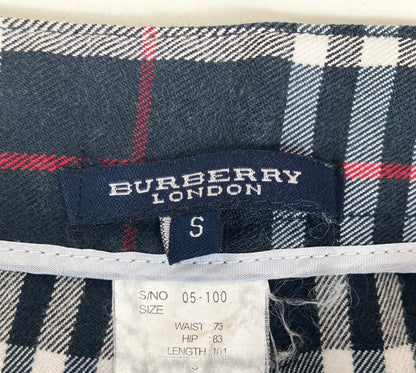 BURBERRY
LONDON
S
S/NO 05-100
SIZE
WAIST 73
HIP 83
LENGTH 101